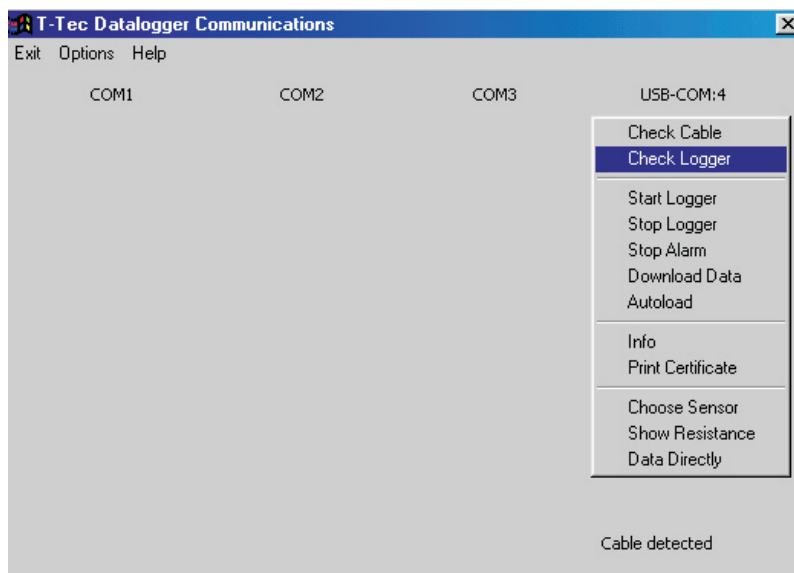 T-Tec Datalogger Communications
Exit Options Help
COM1 COM2 COM3 USB-COM:4
Check Cable
Check Logger
Start Logger
Stop Logger
Stop Alarm
Download Data
Autoload
Info
Print Certificate
Choose Sensor
Show Resistance
Data Directly
Cable detected